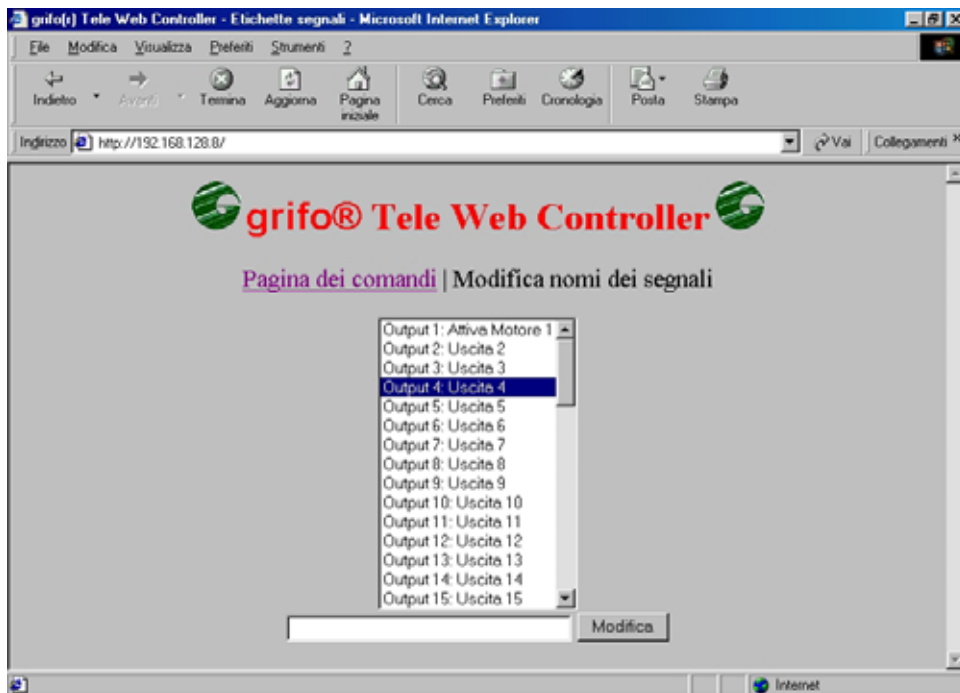 grifo(r) Tele Web Controller - Etichette segnali - Microsoft Internet Explorer
File Modifica Visualizza Preferiti Strumenti ?
Indietro Avanti Termina Aggiorna Pagina iniziale Cerca Preferiti Cronologia Posta Stampa
Indirizzo http://192.168.128.8/ Vai Collegamenti
grifo® Tele Web Controller
Pagina dei comandi | Modifica nomi dei segnali
Output 1: Attiva Motore 1
Output 2: Uscita 2
Output 3: Uscita 3
Output 4: Uscita 4
Output 5: Uscita 5
Output 6: Uscita 6
Output 7: Uscita 7
Output 8: Uscita 8
Output 9: Uscita 9
Output 10: Uscita 10
Output 11: Uscita 11
Output 12: Uscita 12
Output 13: Uscita 13
Output 14: Uscita 14
Output 15: Uscita 15
Modifica
Internet